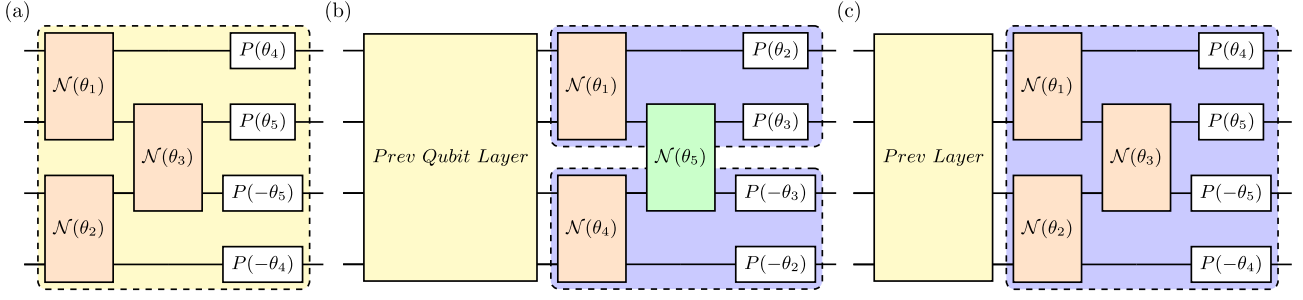 (a)
𝒩(θ₁)
𝒩(θ₂)
𝒩(θ₃)
P(θ₄)
P(θ₅)
P(−θ₅)
P(−θ₄)
(b)
Prev Qubit Layer
𝒩(θ₁)
𝒩(θ₄)
𝒩(θ₅)
P(θ₂)
P(θ₃)
P(−θ₃)
P(−θ₂)
(c)
Prev Layer
𝒩(θ₁)
𝒩(θ₂)
𝒩(θ₃)
P(θ₄)
P(θ₅)
P(−θ₅)
P(−θ₄)